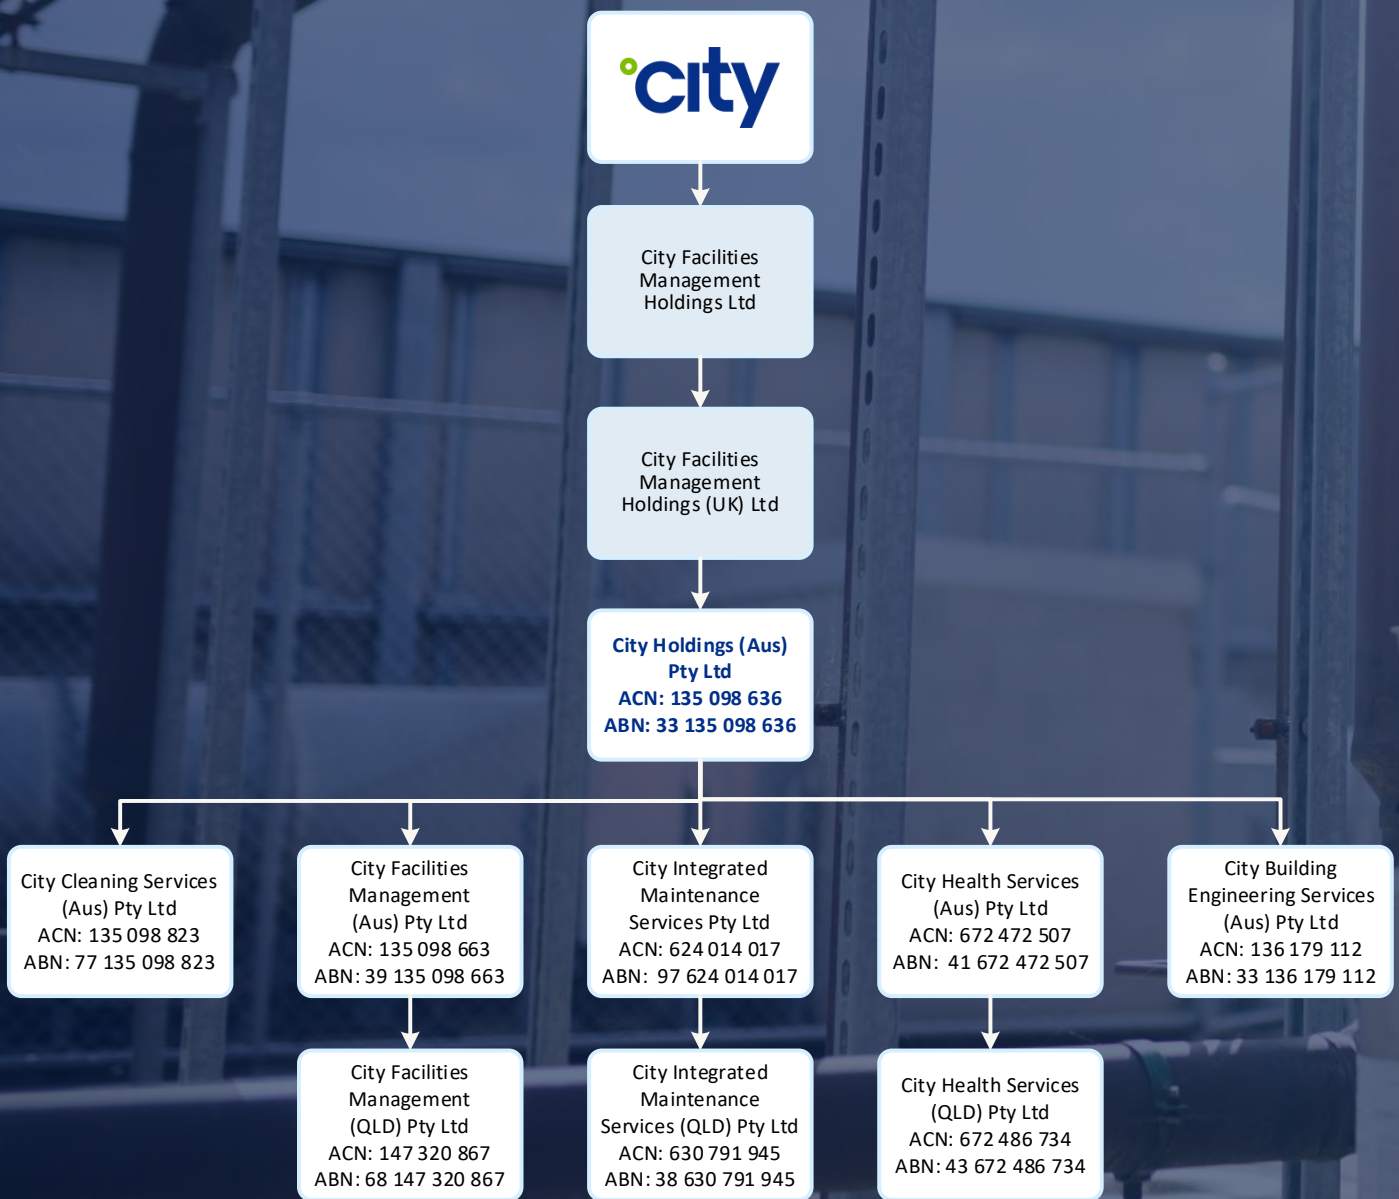 city
City Facilities
Management
Holdings Ltd
City Facilities
Management
Holdings (UK) Ltd
City Holdings (Aus)
Pty Ltd
ACN: 135 098 636
ABN: 33 135 098 636
City Cleaning Services
(Aus) Pty Ltd
ACN: 135 098 823
ABN: 77 135 098 823
City Facilities
Management
(Aus) Pty Ltd
ACN: 135 098 663
ABN: 39 135 098 663
City Integrated
Maintenance
Services Pty Ltd
ACN: 624 014 017
ABN: 97 624 014 017
City Health Services
(Aus) Pty Ltd
ACN: 672 472 507
ABN: 41 672 472 507
City Building
Engineering Services
(Aus) Pty Ltd
ACN: 136 179 112
ABN: 33 136 179 112
City Facilities
Management
(QLD) Pty Ltd
ACN: 147 320 867
ABN: 68 147 320 867
City Integrated
Maintenance
Services (QLD) Pty Ltd
ACN: 630 791 945
ABN: 38 630 791 945
City Health Services
(QLD) Pty Ltd
ACN: 672 486 734
ABN: 43 672 486 734